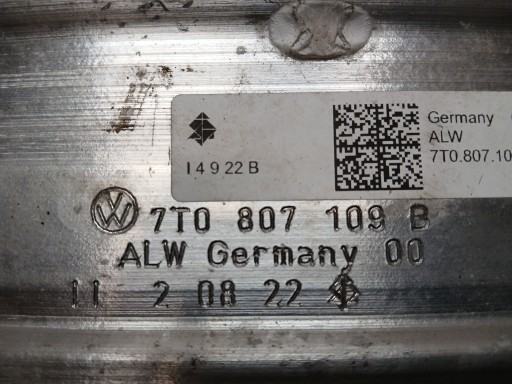 Germany
ALW
7T0.807.10
I4922B
7T0 807 109 B
ALW Germany 00
11 2 08 22